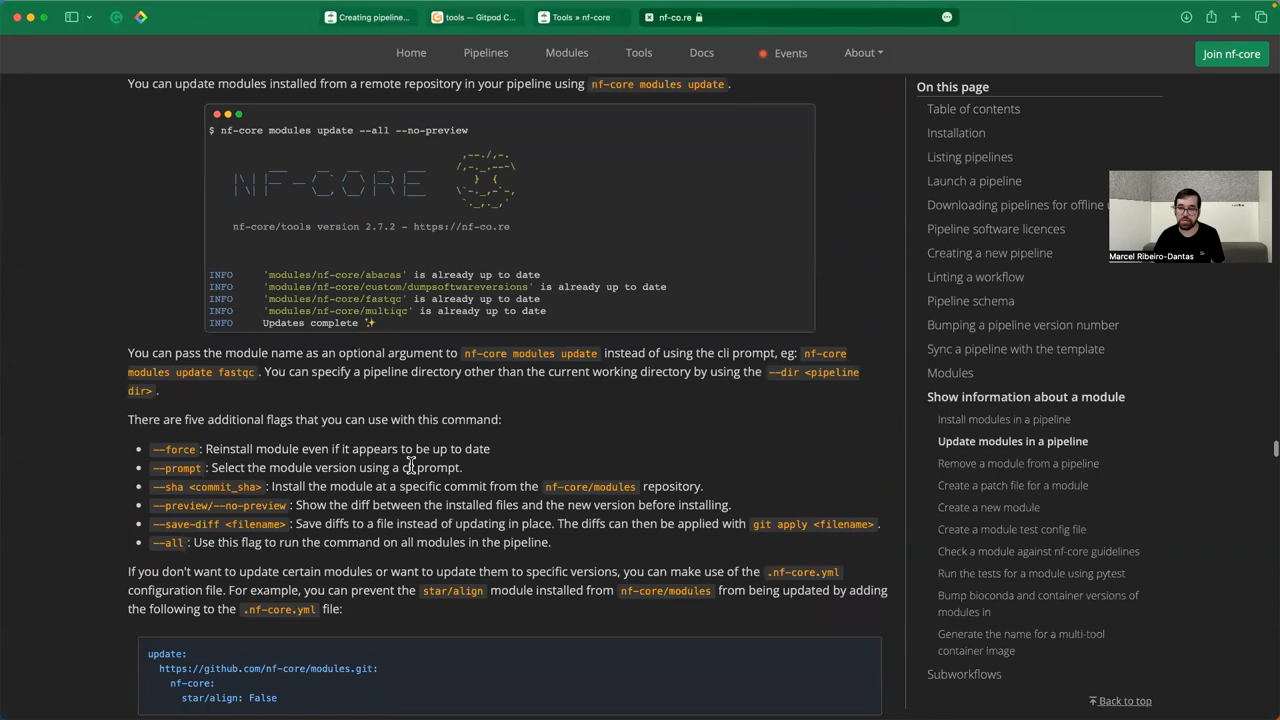 Creating pipeline...
tools — Gitpod C...
Tools » nf-core
nf-co.re
Home
Pipelines
Modules
Tools
Docs
Events
About
Join nf-core
You can update modules installed from a remote repository in your pipeline using nf-core modules update .
$ nf-core modules update --all --no-preview
NF-CORE
nf-core/tools version 2.7.2 - https://nf-co.re
INFO 'modules/nf-core/abacas' is already up to date
INFO 'modules/nf-core/custom/dumpsoftwareversions' is already up to date
INFO 'modules/nf-core/fastqc' is already up to date
INFO 'modules/nf-core/multiqc' is already up to date
INFO Updates complete ✨
You can pass the module name as an optional argument to nf-core modules update instead of using the cli prompt, eg: nf-core
modules update fastqc . You can specify a pipeline directory other than the current working directory by using the --dir <pipeline
dir> .
There are five additional flags that you can use with this command:
--force : Reinstall module even if it appears to be up to date
--prompt : Select the module version using a cli prompt.
--sha <commit_sha> : Install the module at a specific commit from the nf-core/modules repository.
--preview/--no-preview : Show the diff between the installed files and the new version before installing.
--save-diff <filename> : Save diffs to a file instead of updating in place. The diffs can then be applied with git apply <filename> .
--all : Use this flag to run the command on all modules in the pipeline.
If you don't want to update certain modules or want to update them to specific versions, you can make use of the .nf-core.yml
configuration file. For example, you can prevent the star/align module installed from nf-core/modules from being updated by adding
the following to the .nf-core.yml file:
update:
https://github.com/nf-core/modules.git:
nf-core:
star/align: False
On this page
Table of contents
Installation
Listing pipelines
Launch a pipeline
Downloading pipelines for offline
Pipeline software licences
Creating a new pipeline
Linting a workflow
Pipeline schema
Bumping a pipeline version number
Sync a pipeline with the template
Modules
Show information about a module
Install modules in a pipeline
Update modules in a pipeline
Remove a module from a pipeline
Create a patch file for a module
Create a new module
Create a module test config file
Check a module against nf-core guidelines
Run the tests for a module using pytest
Bump bioconda and container versions
of modules in
Generate the name for a multi-tool
container image
Subworkflows
Back to top
Marcel Ribeiro-Dantas